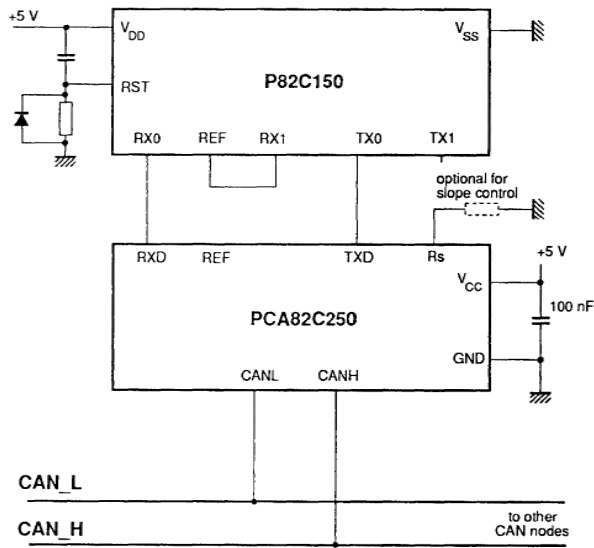 +5 V
VDD
VSS
RST
P82C150
RX0
REF
RX1
TX0
TX1
optional for
slope control
RXD
REF
TXD
Rs
+5 V
VCC
PCA82C250
100 nF
GND
CANL
CANH
CAN_L
to other
CAN nodes
CAN_H